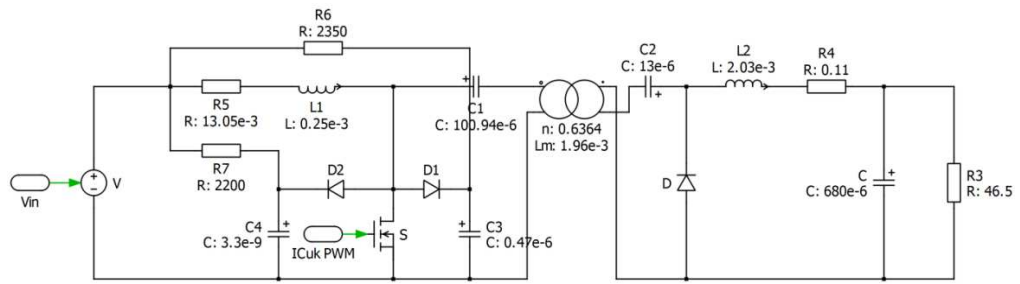 R6
R: 2350
R5
R: 13.05e-3
L1
L: 0.25e-3
C1
C: 100.94e-6
n: 0.6364
Lm: 1.96e-3
C2
C: 13e-6
L2
L: 2.03e-3
R4
R: 0.11
R7
R: 2200
D2
D1
V
Vin
C4
C: 3.3e-9
ICuk PWM
S
C3
C: 0.47e-6
D
C
C: 680e-6
R3
R: 46.5